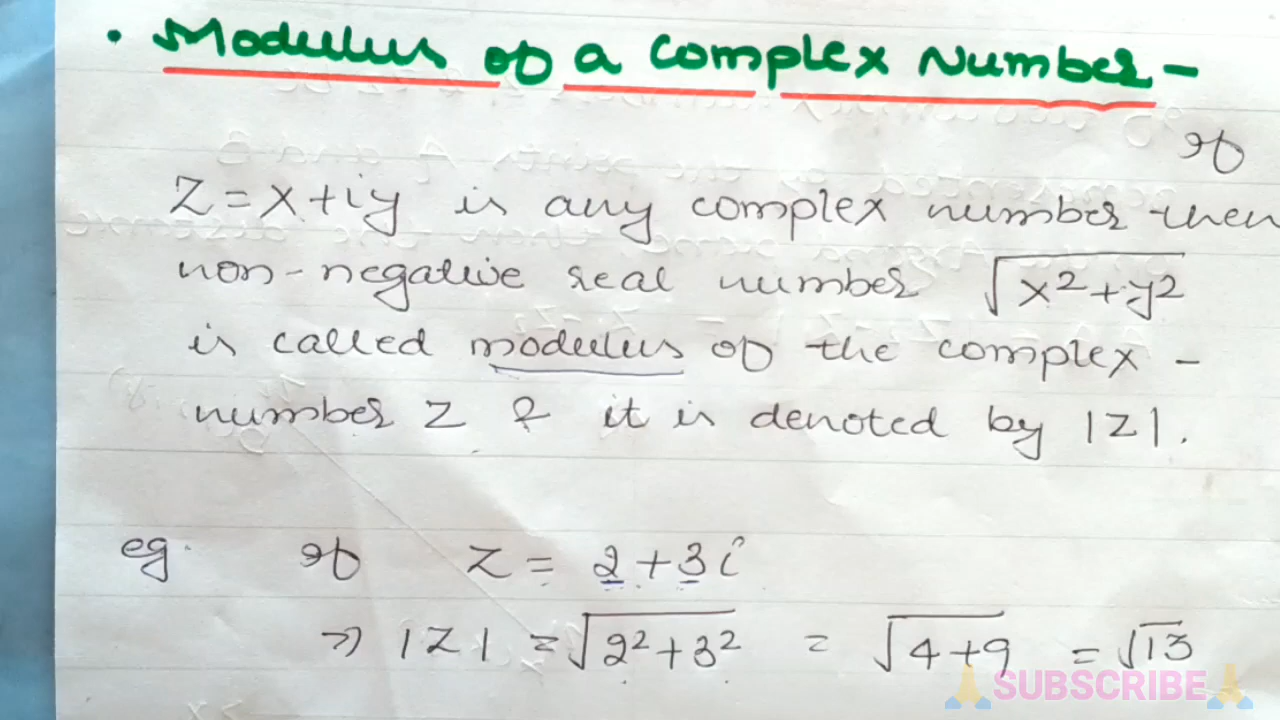 • Modulus of a Complex Number -
If
Z = x + iy is any complex number then
non-negative real number √x²+y²
is called modulus of the complex -
number Z & it is denoted by |Z|.
eg. If Z = 2 + 3i
⇒ |Z| = √2²+3² = √4+9 = √13
🙏SUBSCRIBE🙏